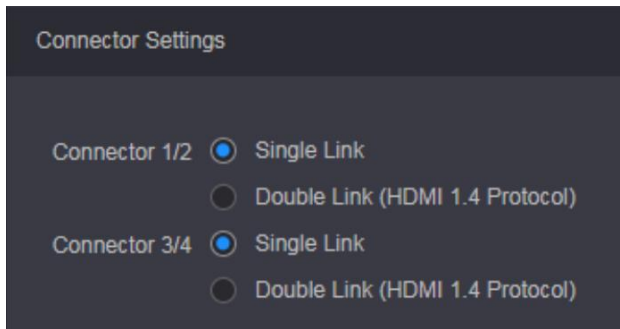 Connector Settings
Connector 1/2 Single Link
Double Link (HDMI 1.4 Protocol)
Connector 3/4 Single Link
Double Link (HDMI 1.4 Protocol)